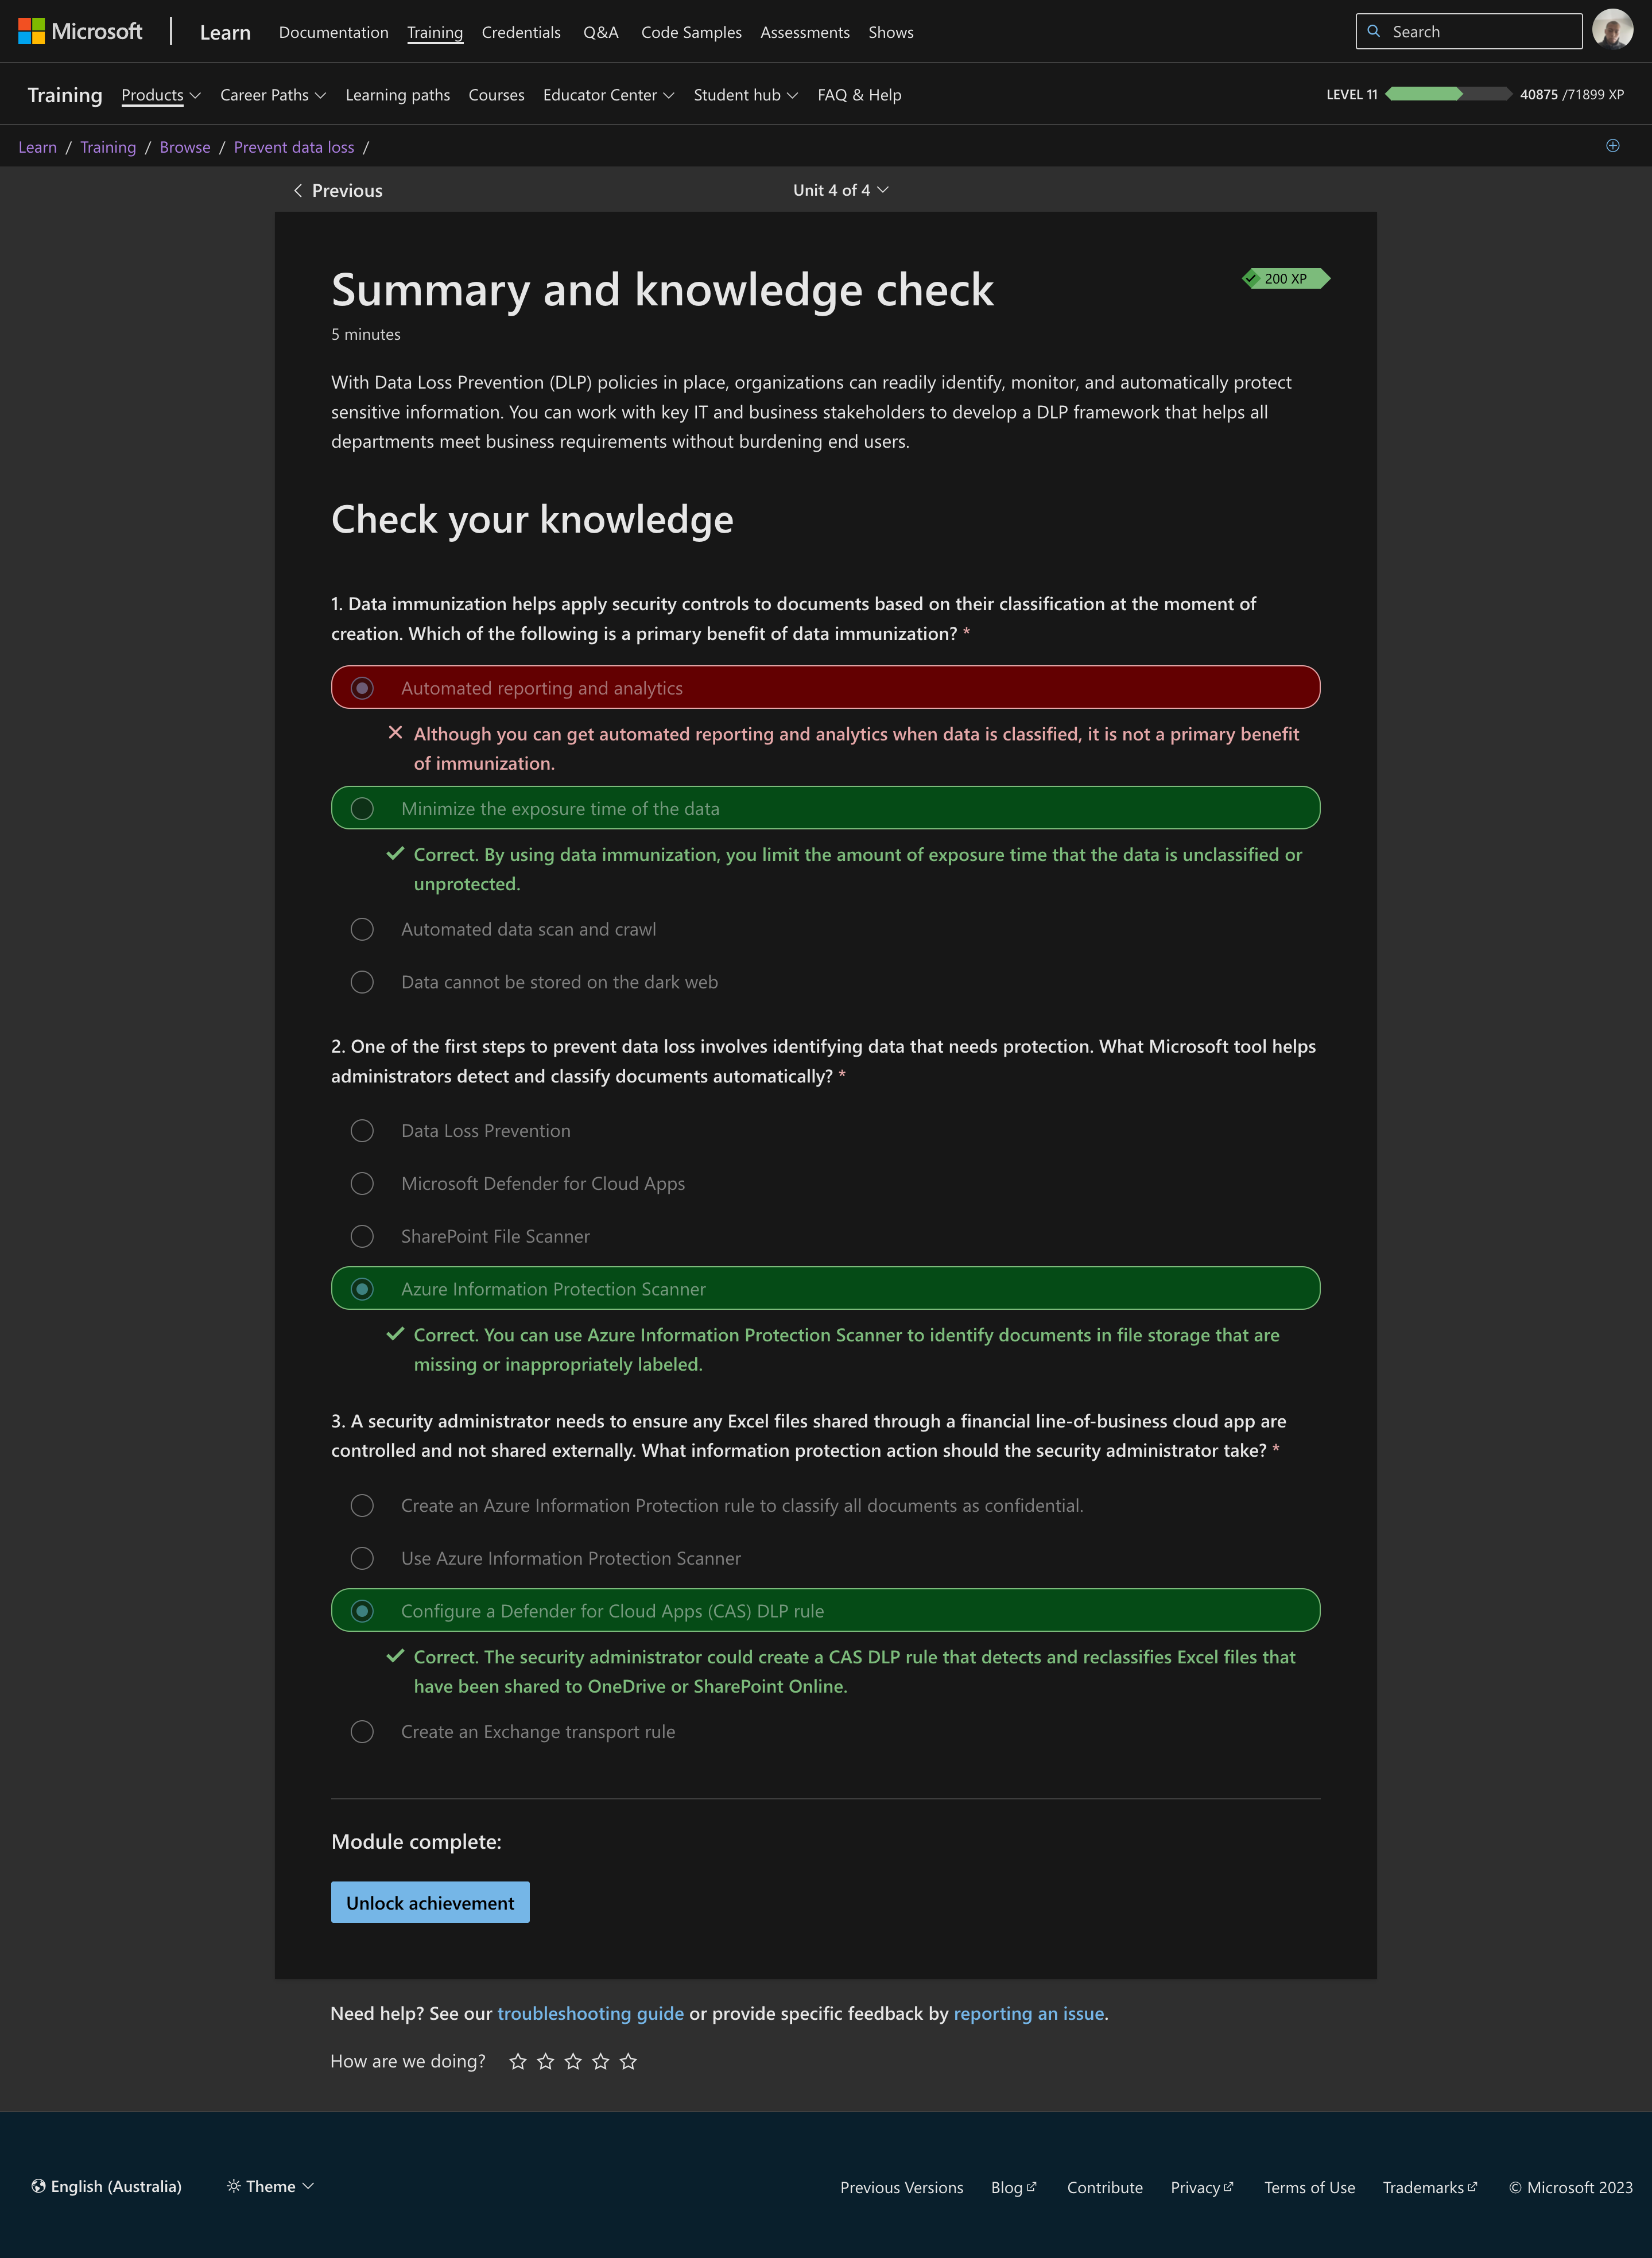 Microsoft | Learn Documentation Training Credentials Q&A Code Samples Assessments Shows Search
Training Products Career Paths Learning paths Courses Educator Center Student hub FAQ & Help LEVEL 11 40875 /71899 XP
Learn / Training / Browse / Prevent data loss /
Previous Unit 4 of 4
Summary and knowledge check
200 XP
5 minutes
With Data Loss Prevention (DLP) policies in place, organizations can readily identify, monitor, and automatically protect
sensitive information. You can work with key IT and business stakeholders to develop a DLP framework that helps all
departments meet business requirements without burdening end users.
Check your knowledge
1. Data immunization helps apply security controls to documents based on their classification at the moment of
creation. Which of the following is a primary benefit of data immunization? *
Automated reporting and analytics
Although you can get automated reporting and analytics when data is classified, it is not a primary benefit
of immunization.
Minimize the exposure time of the data
Correct. By using data immunization, you limit the amount of exposure time that the data is unclassified or
unprotected.
Automated data scan and crawl
Data cannot be stored on the dark web
2. One of the first steps to prevent data loss involves identifying data that needs protection. What Microsoft tool helps
administrators detect and classify documents automatically? *
Data Loss Prevention
Microsoft Defender for Cloud Apps
SharePoint File Scanner
Azure Information Protection Scanner
Correct. You can use Azure Information Protection Scanner to identify documents in file storage that are
missing or inappropriately labeled.
3. A security administrator needs to ensure any Excel files shared through a financial line-of-business cloud app are
controlled and not shared externally. What information protection action should the security administrator take? *
Create an Azure Information Protection rule to classify all documents as confidential.
Use Azure Information Protection Scanner
Configure a Defender for Cloud Apps (CAS) DLP rule
Correct. The security administrator could create a CAS DLP rule that detects and reclassifies Excel files that
have been shared to OneDrive or SharePoint Online.
Create an Exchange transport rule
Module complete:
Unlock achievement
Need help? See our troubleshooting guide or provide specific feedback by reporting an issue.
How are we doing?
English (Australia) Theme Previous Versions Blog Contribute Privacy Terms of Use Trademarks © Microsoft 2023